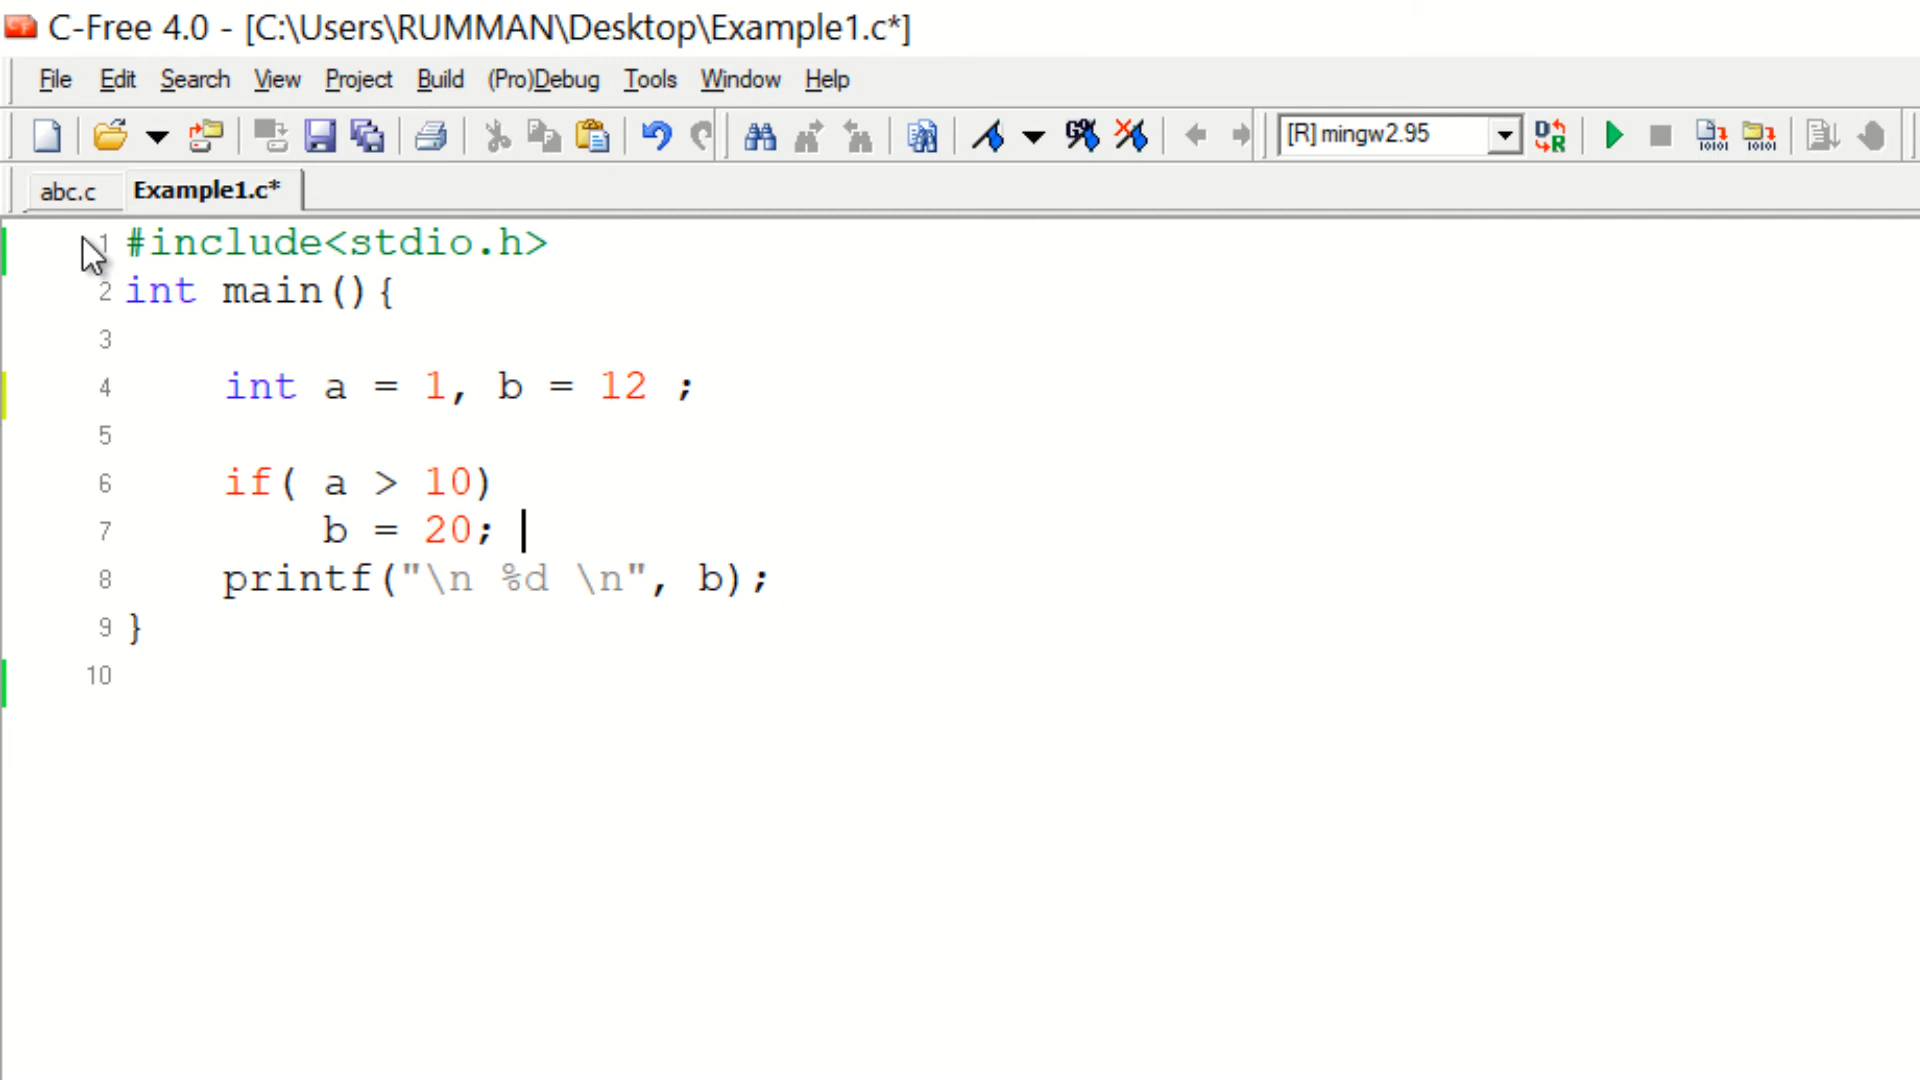 C-Free 4.0 - [C:\Users\RUMMAN\Desktop\Example1.c*]
File Edit Search View Project Build (Pro)Debug Tools Window Help
[R] mingw2.95
abc.c Example1.c*
1 #include<stdio.h>
2 int main(){
3
4 int a = 1, b = 12 ;
5
6 if( a > 10)
7 b = 20;
8 printf("\n %d \n", b);
9 }
10